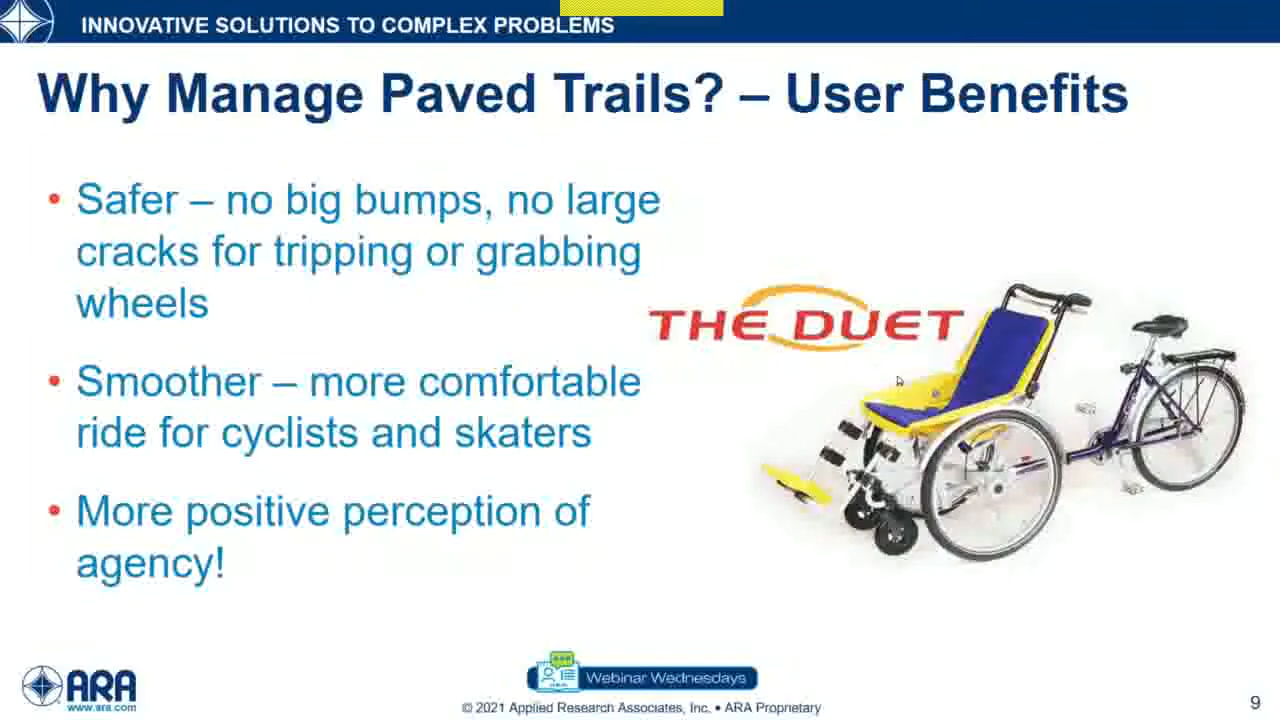 INNOVATIVE SOLUTIONS TO COMPLEX PROBLEMS
Why Manage Paved Trails? – User Benefits
• Safer – no big bumps, no large
cracks for tripping or grabbing
wheels
THE DUET
• Smoother – more comfortable
ride for cyclists and skaters
• More positive perception of
agency!
ARA
www.ara.com
Webinar Wednesdays
© 2021 Applied Research Associates, Inc. • ARA Proprietary
9